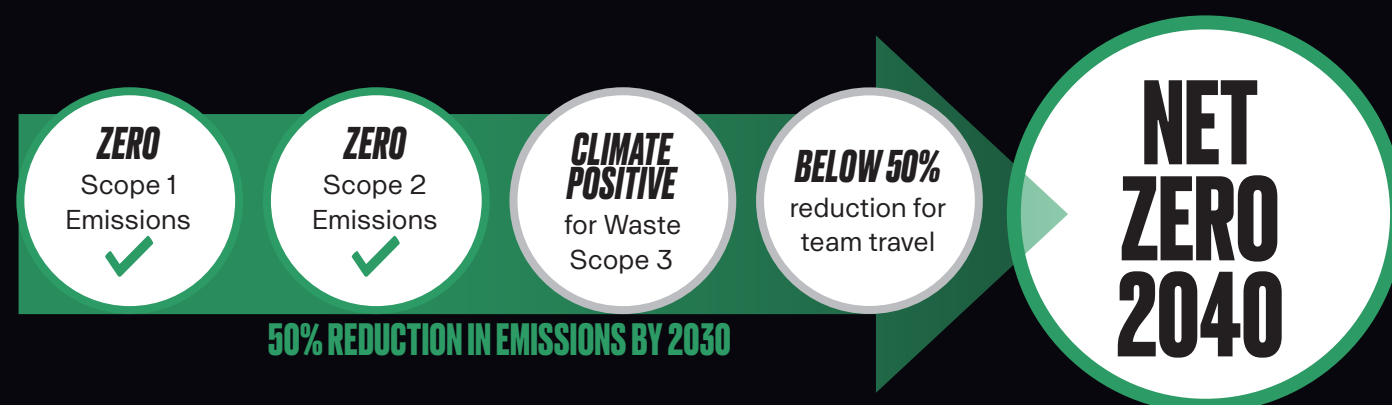 ZERO
Scope 1
Emissions
ZERO
Scope 2
Emissions
CLIMATE
POSITIVE
for Waste
Scope 3
BELOW 50%
reduction for
team travel
NET
ZERO
2040
50% REDUCTION IN EMISSIONS BY 2030